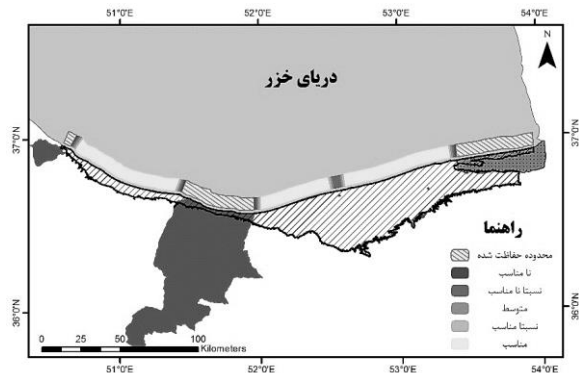 51°0'E 52°0'E 53°0'E 54°0'E
N
دریای خزر
37°0'N 37°0'N
راهنما
محدوده حفاظت شده
نا مناسب
نسبتا نا مناسب
متوسط
نسبتا مناسب
مناسب
36°0'N 36°0'N
0 25 50 100
Kilometers
51°0'E 52°0'E 53°0'E 54°0'E